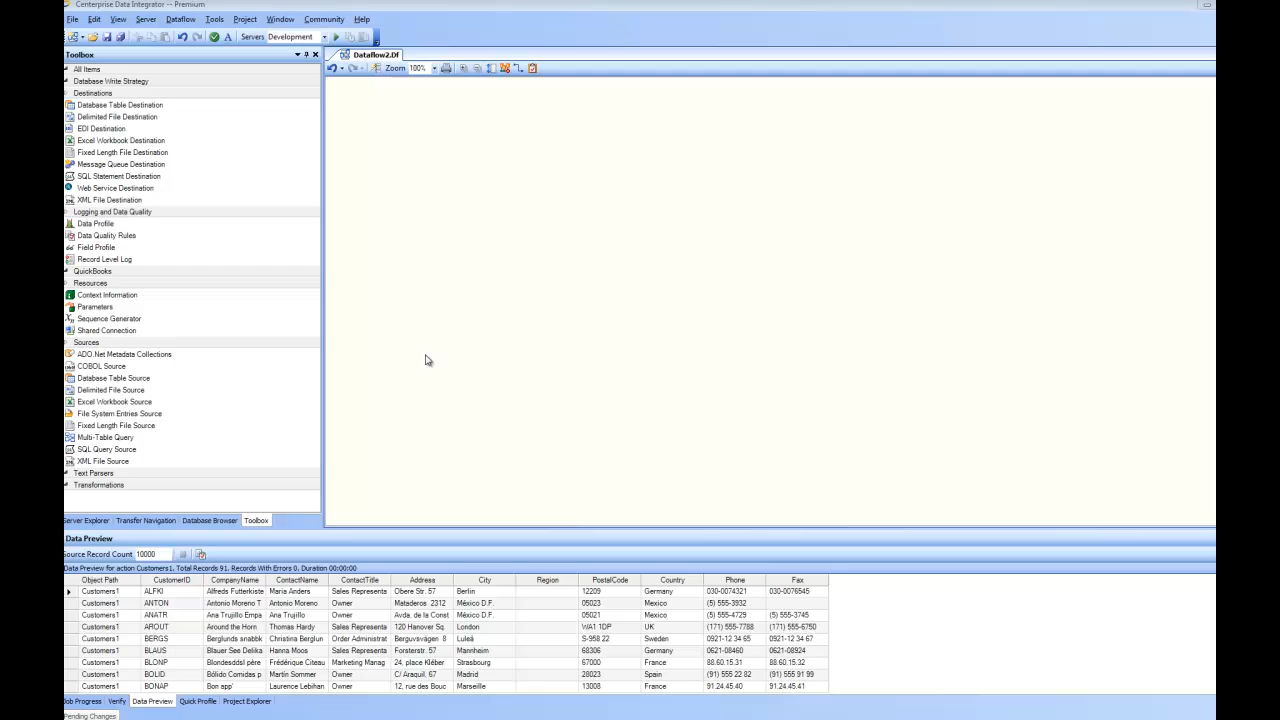 Centerprise Data Integrator -- Premium
File Edit View Server Dataflow Tools Project Window Community Help
Servers Development
Toolbox
Dataflow2.Df
Zoom 100%
All Items
Database Write Strategy
Destinations
Database Table Destination
Delimited File Destination
EDI Destination
Excel Workbook Destination
Fixed Length File Destination
Message Queue Destination
SQL Statement Destination
Web Service Destination
XML File Destination
Logging and Data Quality
Data Profile
Data Quality Rules
Field Profile
Record Level Log
QuickBooks
Resources
Context Information
Parameters
Sequence Generator
Shared Connection
Sources
ADO.Net Metadata Collections
COBOL Source
Database Table Source
Delimited File Source
Excel Workbook Source
File System Entries Source
Fixed Length File Source
Multi-Table Query
SQL Query Source
XML File Source
Text Parsers
Transformations
Server Explorer Transfer Navigation Database Browser Toolbox
Data Preview
Source Record Count 10000
Data Preview for action Customers1. Total Records 91. Records With Errors 0. Duration 00:00:00
Object Path CustomerID CompanyName ContactName ContactTitle Address City Region PostalCode Country Phone Fax
Customers1 ALFKI Alfreds Futterkiste Maria Anders Sales Representa Obere Str. 57 Berlin 12209 Germany 030-0074321 030-0076545
Customers1 ANTON Antonio Moreno T Antonio Moreno Owner Mataderos 2312 México D.F. 05023 Mexico (5) 555-3932
Customers1 ANATR Ana Trujillo Empa Ana Trujillo Owner Avda. de la Const México D.F. 05021 Mexico (5) 555-4729 (5) 555-3745
Customers1 AROUT Around the Horn Thomas Hardy Sales Representa 120 Hanover Sq. London WA1 1DP UK (171) 555-7788 (171) 555-6750
Customers1 BERGS Berglunds snabbk Christina Berglun Order Administrat Berguvsvägen 8 Luleå S-958 22 Sweden 0921-12 34 65 0921-12 34 67
Customers1 BLAUS Blauer See Delika Hanna Moos Sales Representa Forsterstr. 57 Mannheim 68306 Germany 0621-08460 0621-08924
Customers1 BLONP Blondesddsl père Frédérique Citeau Marketing Manag 24, place Kléber Strasbourg 67000 France 88.60.15.31 88.60.15.32
Customers1 BOLID Bólido Comidas p Martín Sommer Owner C/ Araquil, 67 Madrid 28023 Spain (91) 555 22 82 (91) 555 91 99
Customers1 BONAP Bon app' Laurence Lebihan Owner 12, rue des Bouc Marseille 13008 France 91.24.45.40 91.24.45.41
Job Progress Verify Data Preview Quick Profile Project Explorer
Pending Changes